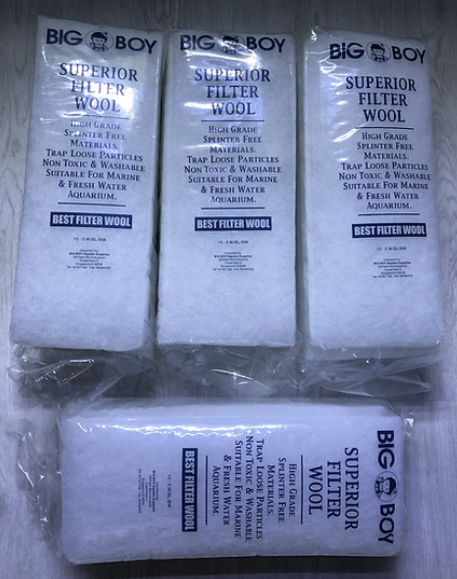 BIG BOY
SUPERIOR
FILTER
WOOL
HIGH GRADE
SPLINTER FREE
MATERIALS.
TRAP LOOSE PARTICLES
NON TOXIC & WASHABLE
SUITABLE FOR MARINE
& FRESH WATER
AQUARIUM.
BEST FILTER WOOL
BIG BOY
SUPERIOR
FILTER
WOOL
HIGH GRADE
SPLINTER FREE
MATERIALS.
TRAP LOOSE PARTICLES
NON TOXIC & WASHABLE
SUITABLE FOR MARINE
& FRESH WATER
AQUARIUM.
BEST FILTER WOOL
BIG BOY
SUPERIOR
FILTER
WOOL
HIGH GRADE
SPLINTER FREE
MATERIALS.
TRAP LOOSE PARTICLES
NON TOXIC & WASHABLE
SUITABLE FOR MARINE
& FRESH WATER
AQUARIUM.
BEST FILTER WOOL
BIG BOY
SUPERIOR
FILTER
WOOL
HIGH GRADE
SPLINTER FREE
MATERIALS.
TRAP LOOSE PARTICLES
NON TOXIC & WASHABLE
SUITABLE FOR MARINE
& FRESH WATER
AQUARIUM.
BEST FILTER WOOL